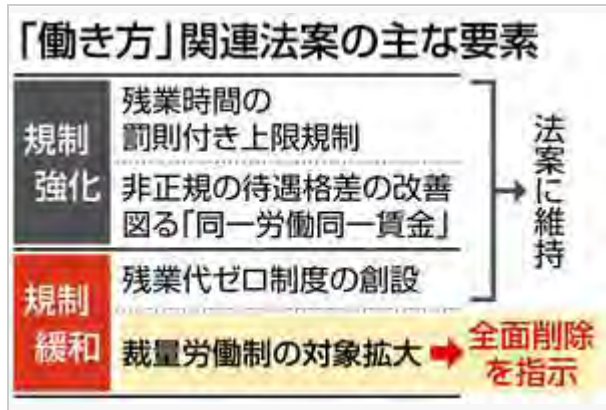 「働き方」関連法案の主な要素
規制
強化
残業時間の
罰則付き上限規制
非正規の待遇格差の改善
図る「同一労働同一賃金」
規制
緩和
残業代ゼロ制度の創設
法案に維持
裁量労働制の対象拡大
全面削除
を指示